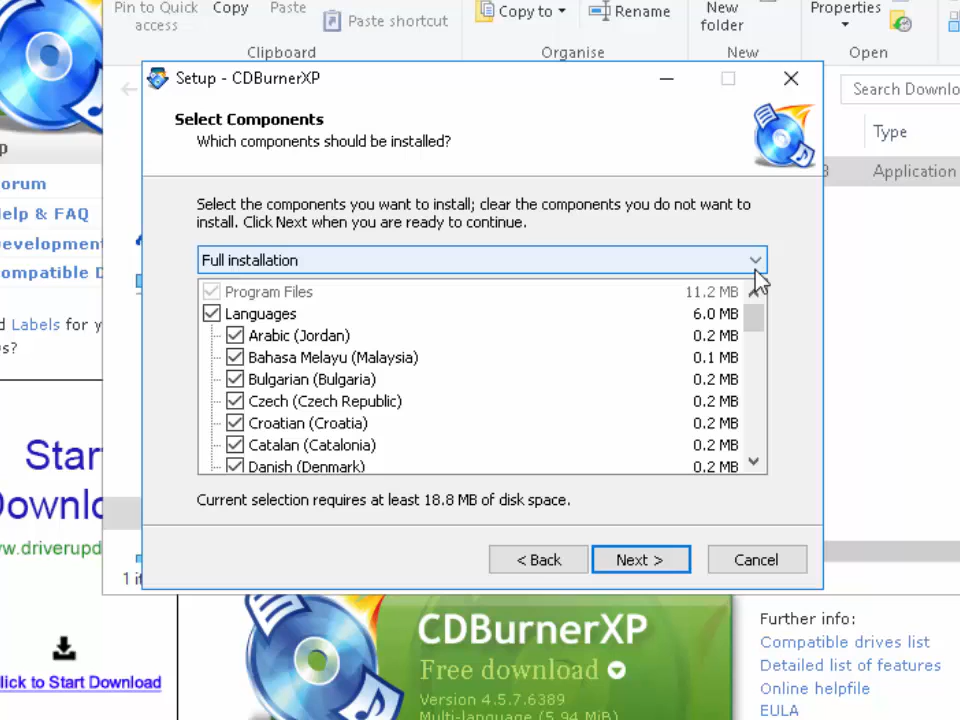 Pin to Quick
access
Copy
Paste
Paste shortcut
Clipboard
Copy to
Rename
Organise
New
folder
New
Properties
Open
Search Downlo
Type
Application
p
orum
elp & FAQ
evelopment
ompatible D
d Labels for y
s?
Star
Downlo
w.driverupd
lick to Start Download
1 it
Setup - CDBurnerXP
Select Components
Which components should be installed?
Select the components you want to install; clear the components you do not want to
install. Click Next when you are ready to continue.
Full installation
Program Files 11.2 MB
Languages 6.0 MB
Arabic (Jordan) 0.2 MB
Bahasa Melayu (Malaysia) 0.1 MB
Bulgarian (Bulgaria) 0.2 MB
Czech (Czech Republic) 0.2 MB
Croatian (Croatia) 0.2 MB
Catalan (Catalonia) 0.2 MB
Danish (Denmark) 0.2 MB
Current selection requires at least 18.8 MB of disk space.
< Back
Next >
Cancel
CDBurnerXP
Free download
Version 4.5.7.6389
Multi-language (5.94 MiB)
Further info:
Compatible drives list
Detailed list of features
Online helpfile
EULA